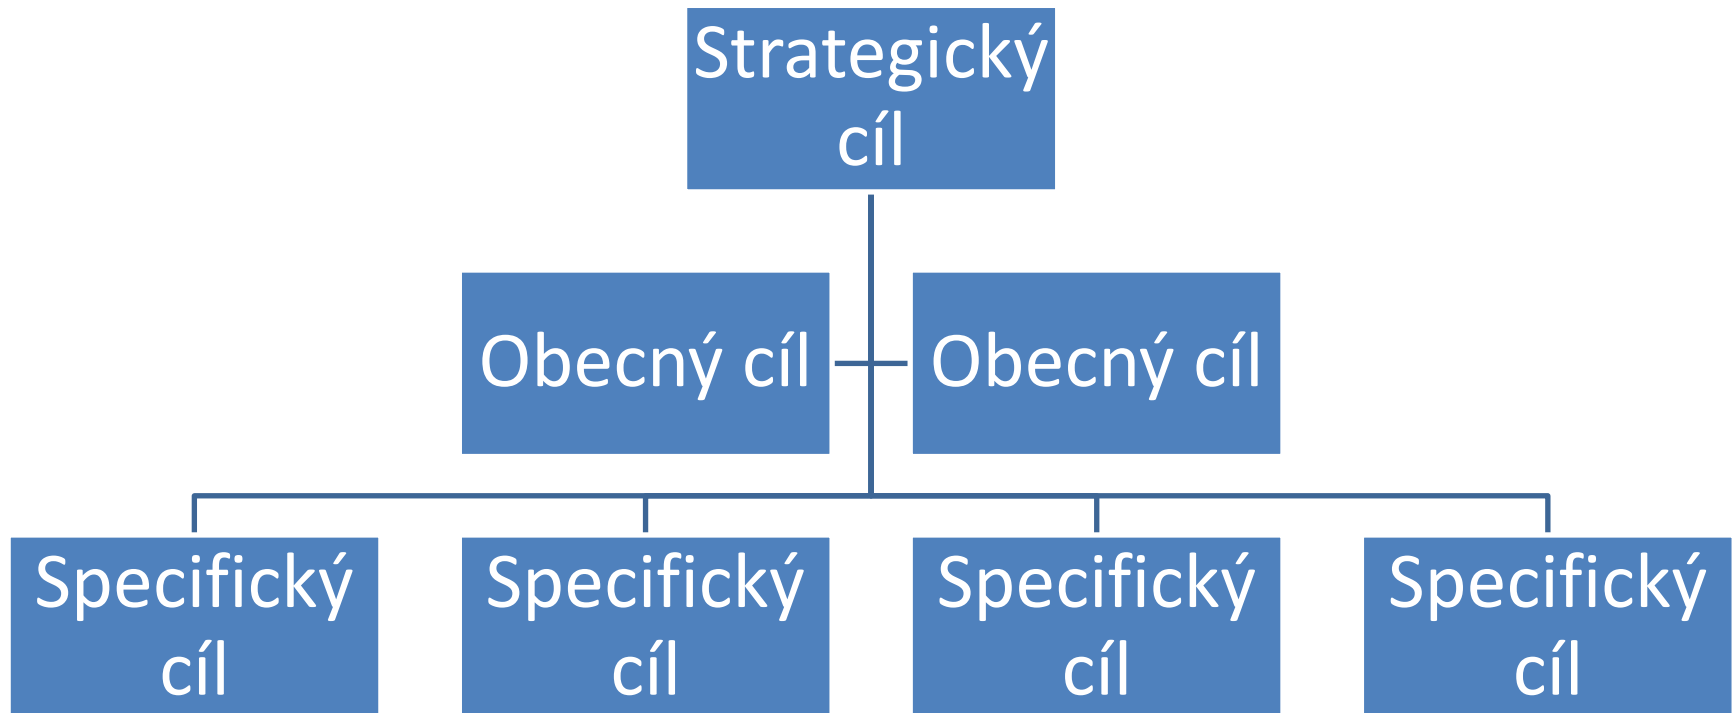 Strategický
cíl
Obecný cíl
Obecný cíl
Specifický
cíl
Specifický
cíl
Specifický
cíl
Specifický
cíl